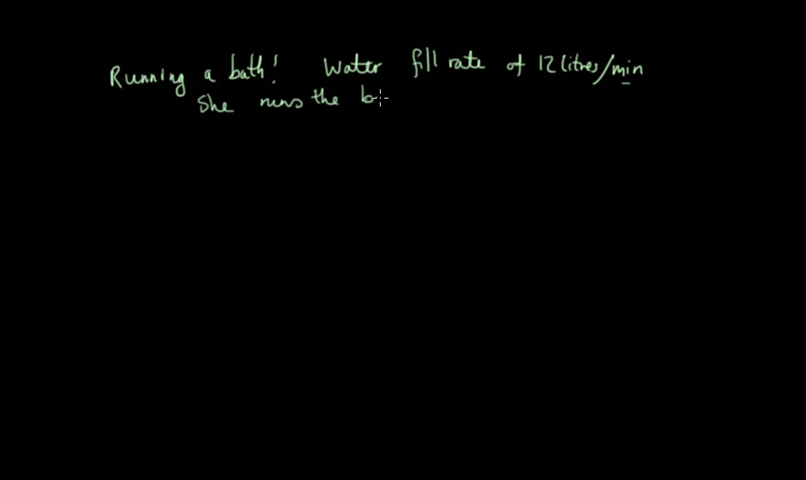 Running a bath! Water fill rate of 12 litres/min
She runs the b